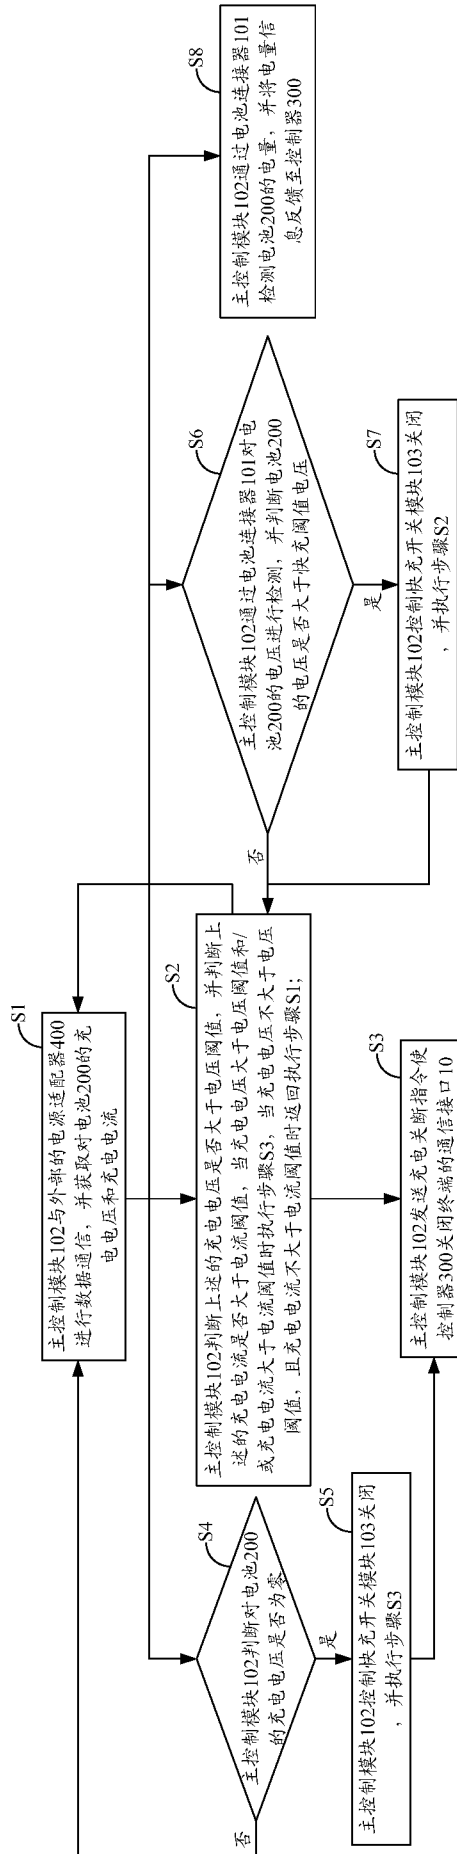 S1
主控制模块102与外部的电源适配器400
进行数据通信，并获取对电池200的充
电电压和充电电流
S2
主控制模块102判断上述的充电电压是否大于电压阈值，并判断上
述的充电电流是否大于电流阈值，当充电电压大于电压阈值和/
或充电电流大于电流阈值时执行步骤S3，当充电电压不大于电压
阈值，且充电电流不大于电流阈值时返回执行步骤S1；
S3
主控制模块102发送充电关断指令使
控制器300关闭终端的通信接口10
S4
主控制模块102判断对电池200
的充电电压是否为零
否
是
S5
主控制模块102控制快充开关模块103关闭
，并执行步骤S3
S6
主控制模块102通过电池连接器101对电
池200的电压进行检测，并判断电池200
的电压是否大于快充阈值电压
否
是
S7
主控制模块102控制快充开关模块103关闭
，并执行步骤S2
S8
主控制模块102通过电池连接器101
检测电池200的电量，并将电量信
息反馈至控制器300